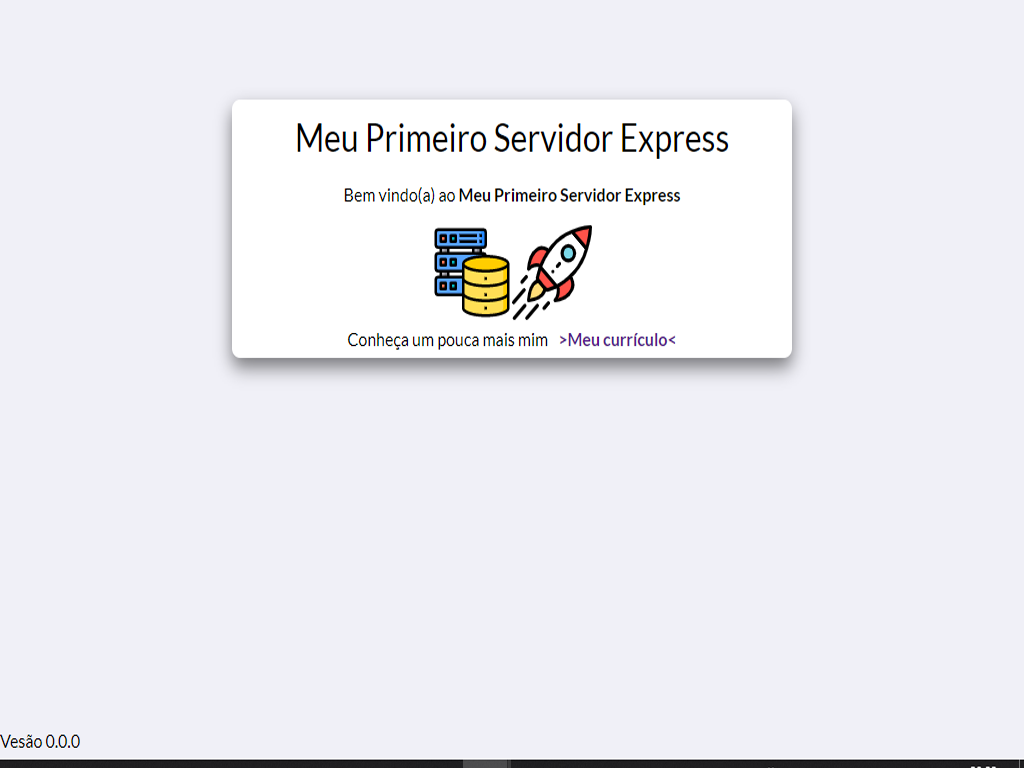 Meu Primeiro Servidor Express
Bem vindo(a) ao Meu Primeiro Servidor Express
Conheça um pouca mais mim >Meu currículo<
Vesão 0.0.0